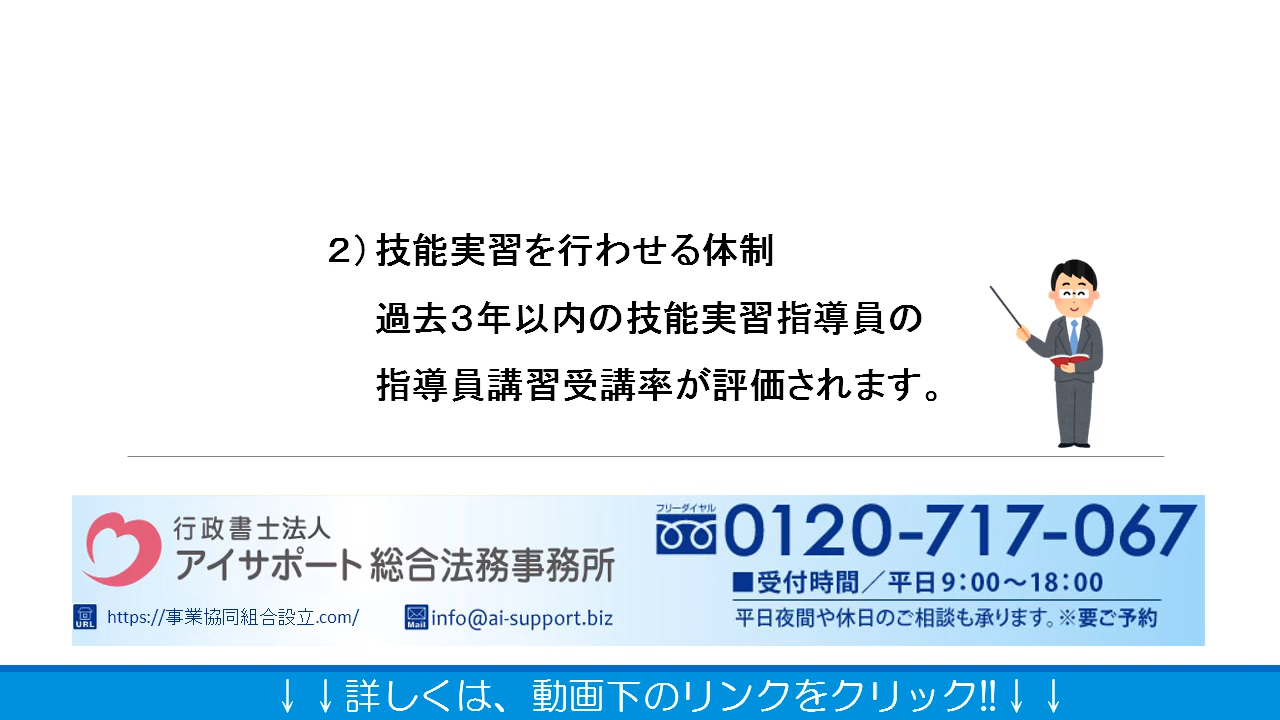 ２）技能実習を行わせる体制
過去３年以内の技能実習指導員の
指導員講習受講率が評価されます。
行政書士法人
アイサポート総合法務事務所
URL https://事業協同組合設立.com/
Mail info@ai-support.biz
フリーダイヤル
0120-717-067
■受付時間／平日9：00～18：00
平日夜間や休日のご相談も承ります。※要ご予約
↓↓詳しくは、動画下のリンクをクリック!!↓↓